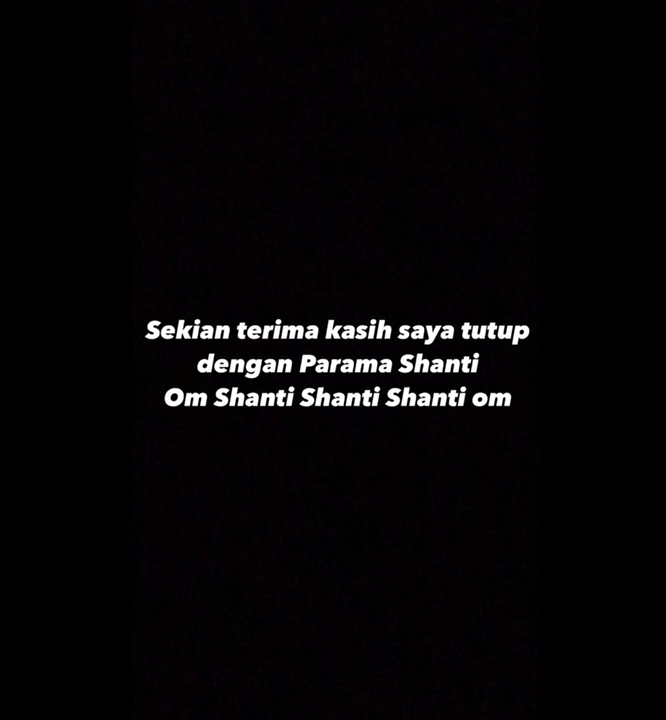 Sekian terima kasih saya tutup
dengan Parama Shanti
Om Shanti Shanti Shanti om